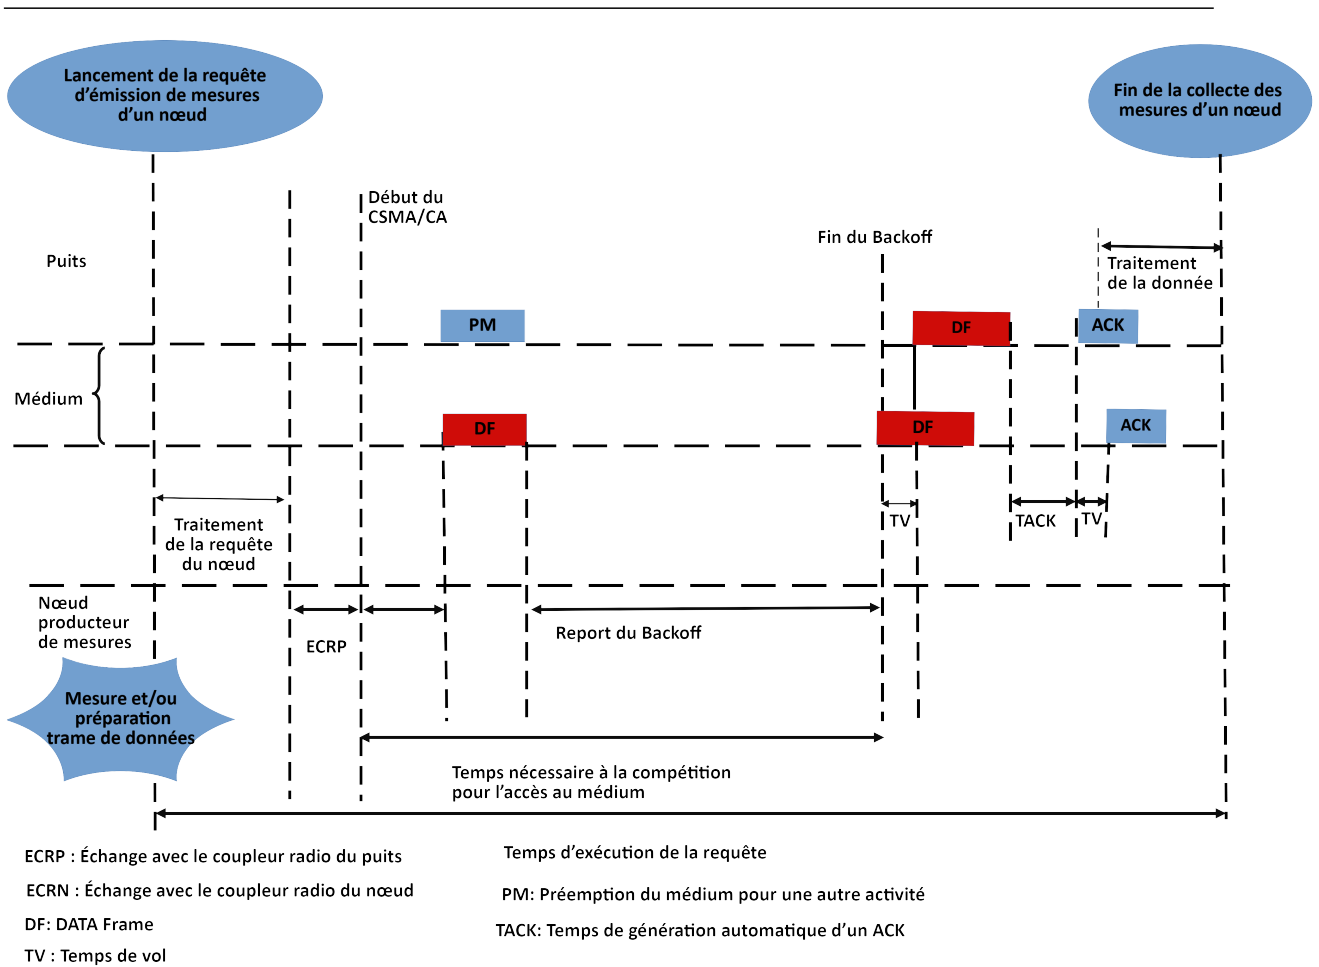 Lancement de la requête
d'émission de mesures
d'un nœud
Fin de la collecte des
mesures d'un nœud
Début du
CSMA/CA
Fin du Backoff
Puits
Traitement
de la donnée
PM
DF
ACK
Médium
DF
DF
ACK
Traitement
de la requête
du nœud
TV
TACK
TV
Nœud
producteur
de mesures
ECRP
Report du Backoff
Mesure et/ou
préparation
trame de données
Temps nécessaire à la compétition
pour l'accès au médium
ECRP : Échange avec le coupleur radio du puits
Temps d'exécution de la requête
ECRN : Échange avec le coupleur radio du nœud
PM: Préemption du médium pour une autre activité
DF: DATA Frame
TACK: Temps de génération automatique d'un ACK
TV : Temps de vol